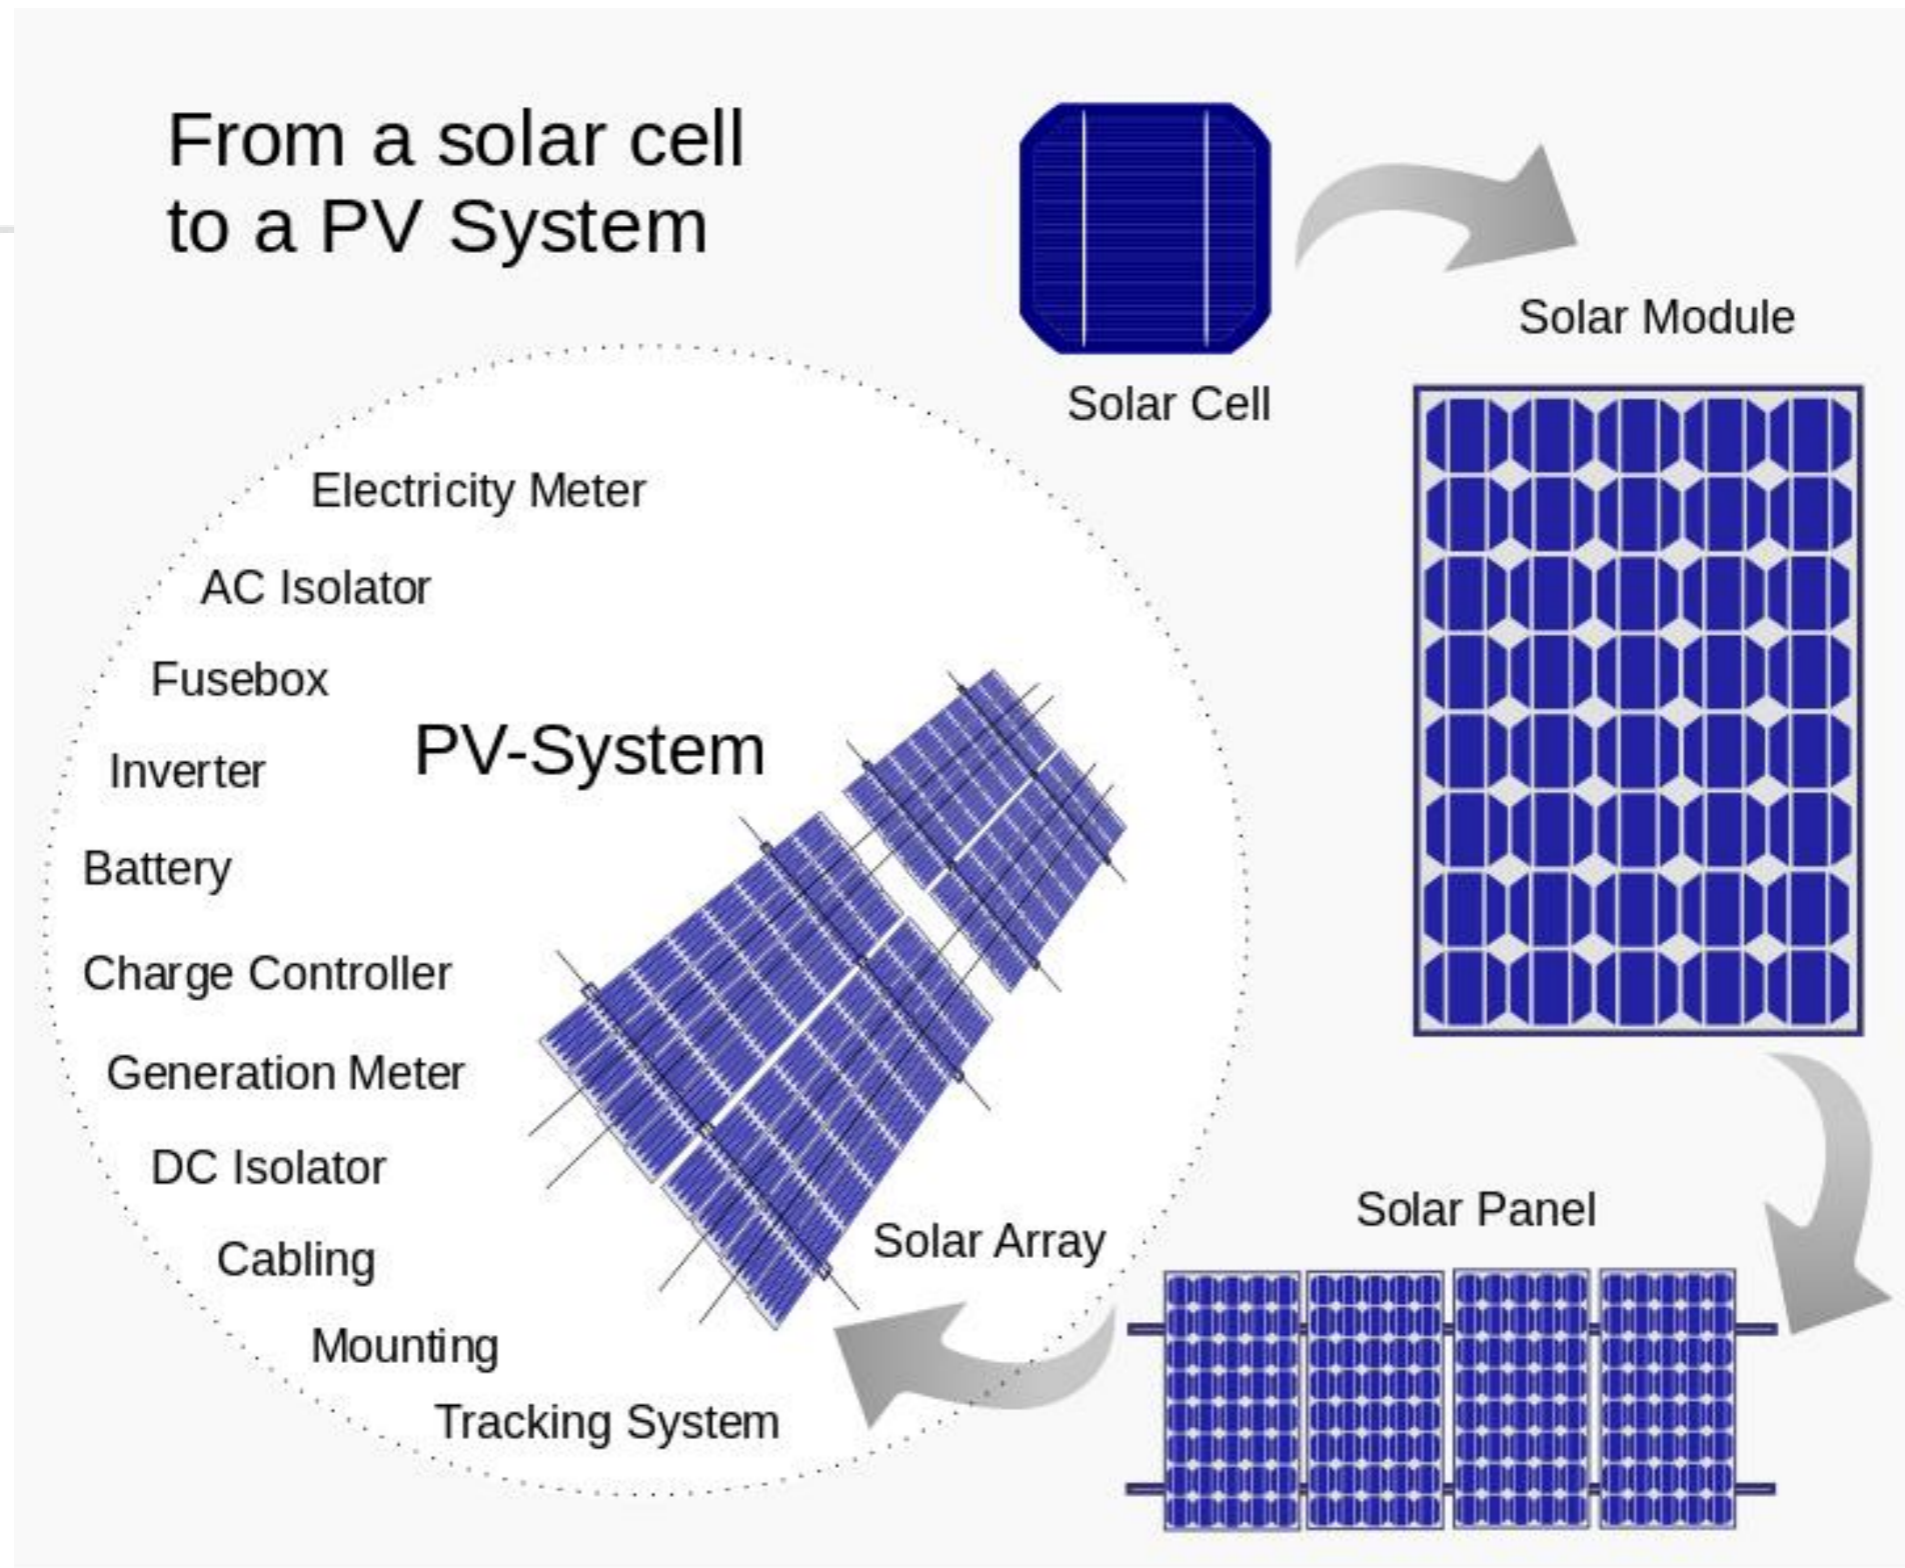 From a solar cell
to a PV System
Solar Cell
Solar Module
Electricity Meter
AC Isolator
Fusebox
PV-System
Inverter
Battery
Charge Controller
Generation Meter
DC Isolator
Cabling
Mounting
Tracking System
Solar Array
Solar Panel